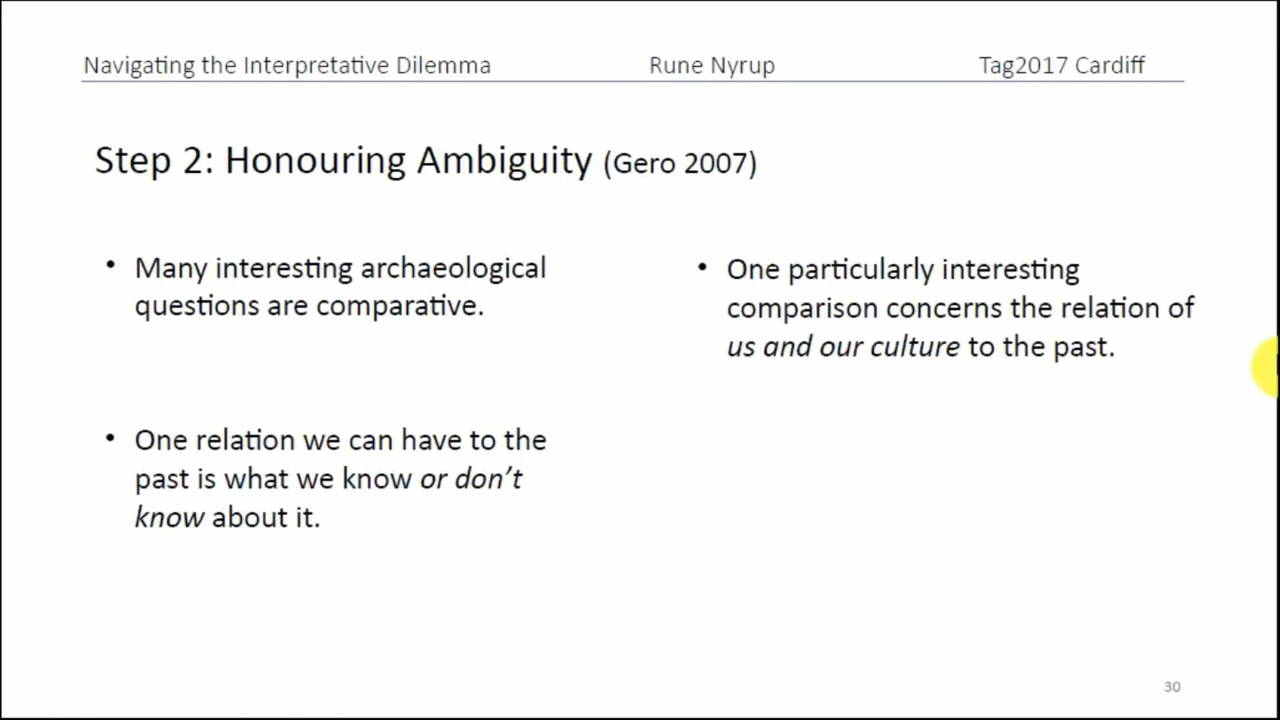 Navigating the Interpretative Dilemma Rune Nyrup Tag2017 Cardiff
Step 2: Honouring Ambiguity (Gero 2007)
• Many interesting archaeological
questions are comparative.
• One particularly interesting
comparison concerns the relation of
us and our culture to the past.
• One relation we can have to the
past is what we know or don’t
know about it.
30